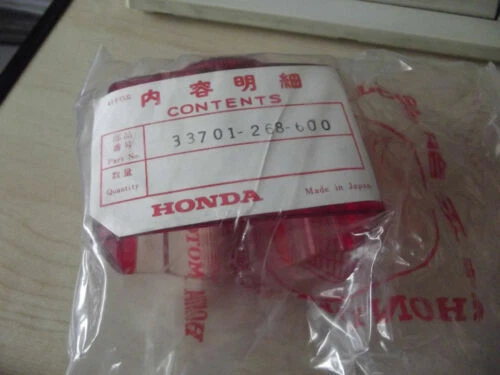 内容明細
CONTENTS
部品番号
Part No.
33701-268-600
数量
Quantity
HONDA
Made in Japan
HONDA